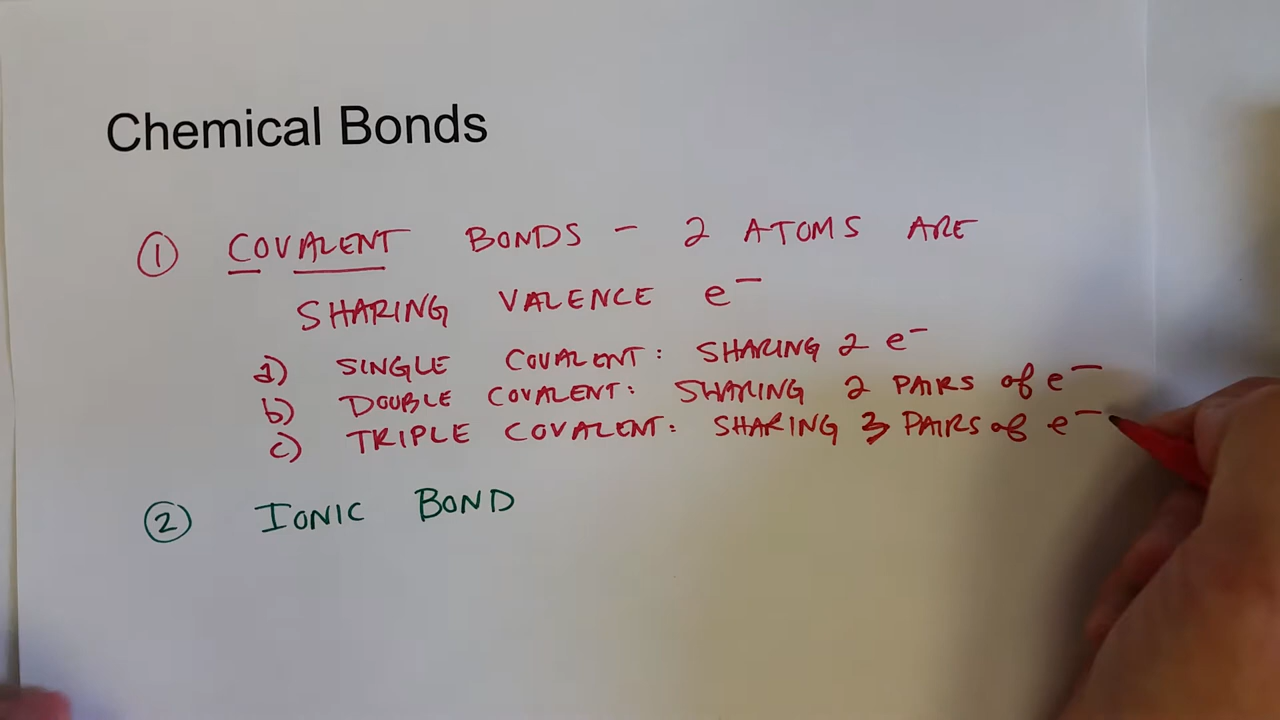 Chemical Bonds
① COVALENT BONDS – 2 ATOMS ARE
SHARING VALENCE e⁻
a) SINGLE COVALENT: SHARING 2 e⁻
b) DOUBLE COVALENT: SHARING 2 PAIRS of e⁻
c) TRIPLE COVALENT: SHARING 3 PAIRS of e⁻
② IONIC BOND